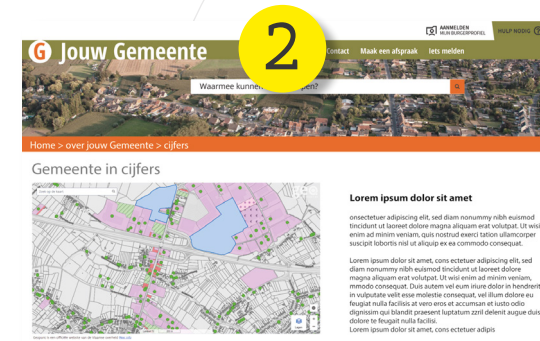 2
AANMELDEN
MIJN BURGERPROFIEL
HULP NODIG
G Jouw Gemeente
Contact Maak een afspraak Iets melden
Waarmee kunnen pen?
Home > over jouw Gemeente > cijfers
Gemeente in cijfers
Lorem ipsum dolor sit amet
onsectetuer adipiscing elit, sed diam nonummy nibh euismod
tincidunt ut laoreet dolore magna aliquam erat volutpat. Ut wisi
enim ad minim veniam, quis nostrud exerci tation ullamcorper
suscipit lobortis nisl ut aliquip ex ea commodo consequat.
Lorem ipsum dolor sit amet, cons ectetuer adipiscing elit, sed
diam nonummy nibh euismod tincidunt ut laoreet dolore
magna aliquam erat volutpat. Ut wisi enim ad minim veniam,
mmodo consequat. Duis autem vel eum iriure dolor in hendrerit
in vulputate velit esse molestie consequat, vel illum dolore eu
feugiat nulla facilisis at vero eros et accumsan et iusto odio
dignissim qui blandit praesent luptatum zzril delenit augue duis
dolore te feugait nulla facilisi.
Lorem ipsum dolor sit amet, cons ectetuer adipis